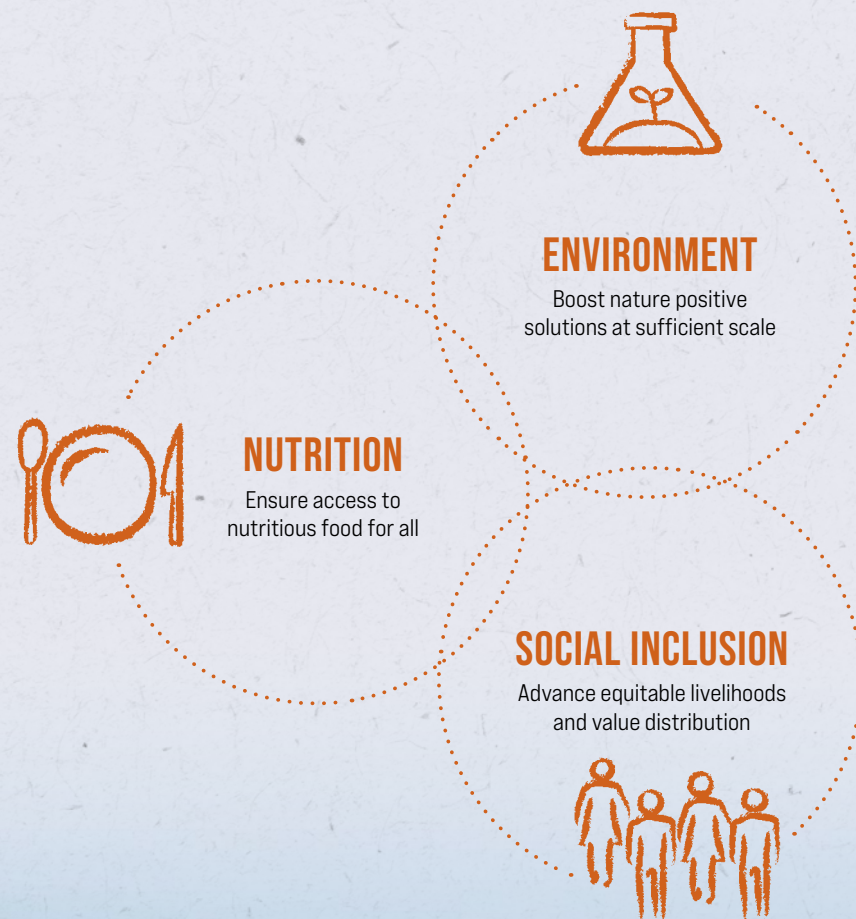 ENVIRONMENT
Boost nature positive
solutions at sufficient scale
NUTRITION
Ensure access to
nutritious food for all
SOCIAL INCLUSION
Advance equitable livelihoods
and value distribution